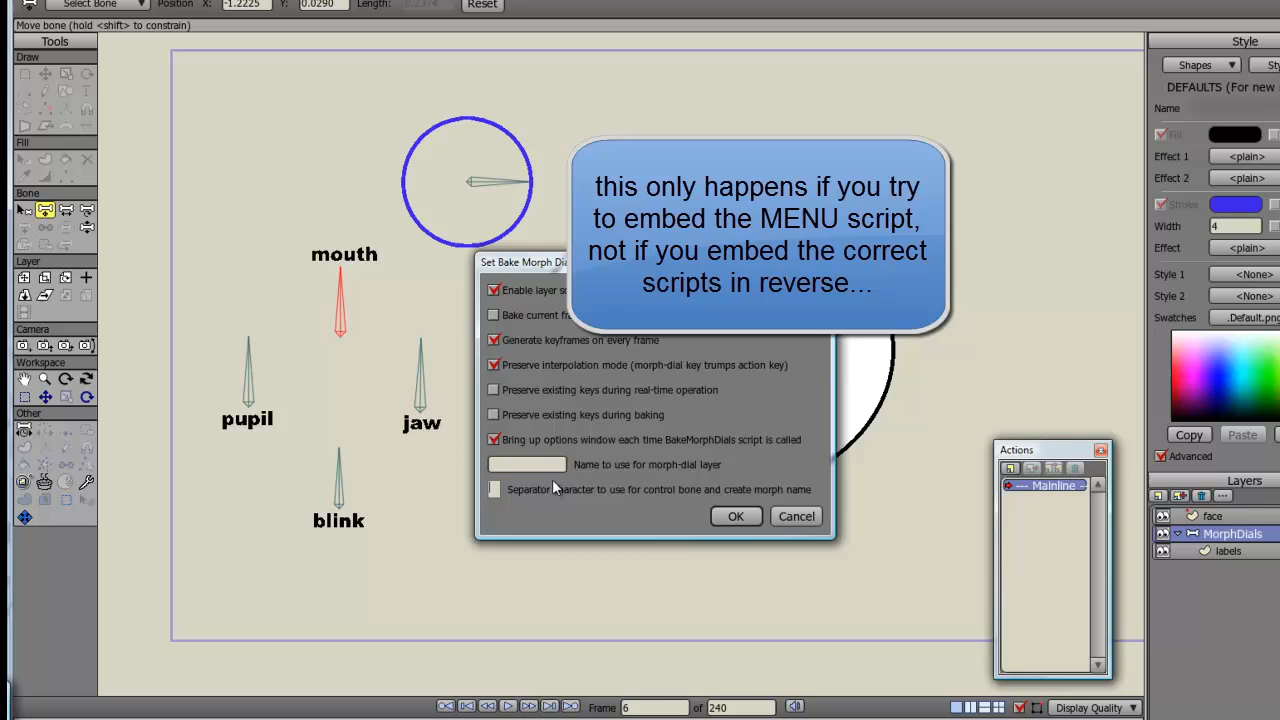 Select Bone Position X: -1.2225 Y: 0.0290 Length: 0.2374 Reset
Move bone (hold <shift> to constrain)
Tools
Draw
Fill
Bone
Layer
Camera
Workspace
Other
mouth
pupil
jaw
blink
this only happens if you try
to embed the MENU script,
not if you embed the correct
scripts in reverse...
Set Bake Morph Dia
Enable layer sc
Bake current fr
Generate keyframes on every frame
Preserve interpolation mode (morph-dial key trumps action key)
Preserve existing keys during real-time operation
Preserve existing keys during baking
Bring up options window each time BakeMorphDials script is called
Name to use for morph-dial layer
Separator character to use for control bone and create morph name
OK Cancel
Style
Shapes Sty
DEFAULTS (For new s
Name
Fill
Effect 1 <plain>
Effect 2 <plain>
Stroke
Width 4
Effect <plain>
Style 1 <None>
Style 2 <None>
Swatches .Default.png
Copy Paste
Advanced
Actions
--- Mainline --
Layers
face
MorphDials
labels
Frame 6 of 240 Display Quality